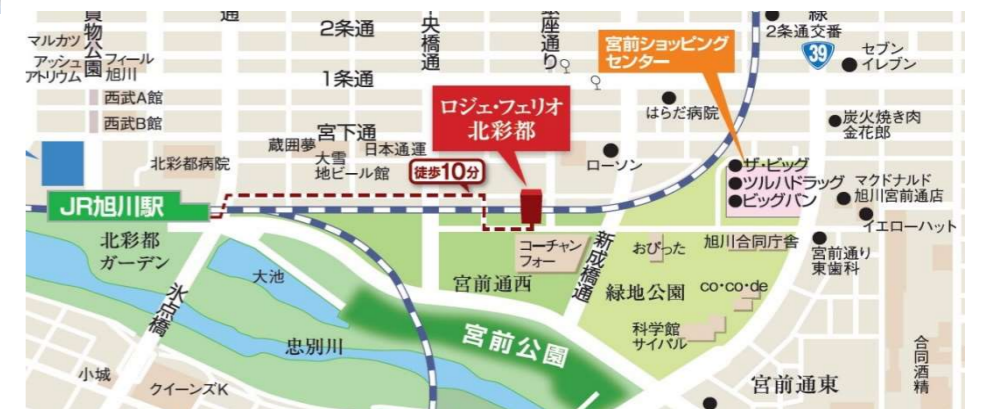 貨物公園
通
2条通
中央橋通
銀座通り
線
2条通交番
39
セブン
イレブン
マルカツ
アッシュ
アトリウム
フィール
旭川
1条通
宮前ショッピング
センター
西武A館
西武B館
宮下通
蔵囲夢
大雪
地ビール館
日本通運
北彩都病院
ロジェ・フェリオ
北彩都
徒歩10分
ローソン
はらだ病院
炭火焼き肉
金花郎
ザ・ビッグ
ツルハドラッグ
ビッグバン
マクドナルド
旭川宮前通店
イエローハット
JR旭川駅
北彩都
ガーデン
大池
氷点橋
忠別川
コーチャン
フォー
宮前通西
新成橋通
おぴった
旭川合同庁舎
宮前通り
東歯科
緑地公園
co・co・de
科学館
サイパル
宮前公園
小城
クイーンズK
宮前通東
合同酒精